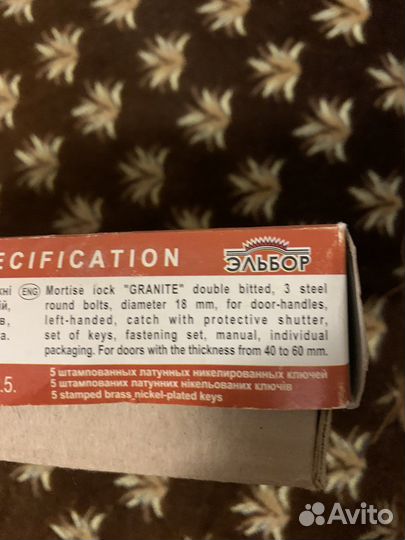 ECIFICATION
ЭЛЬБОР
ENG Mortise íock "GRANITE" double bitted, 3 steel
round bolts, diameter 18 mm, for door-handles,
left-handed, catch with protective shutter,
set of keys, fastening set, manual, individual
packaging. For doors with the thickness from 40 to 60 mm.
.5.
5 штампованных латунных никелированных ключей
5 штампованих латунних нікельованих ключів
5 stamped brass nickel-plated keys
Avito